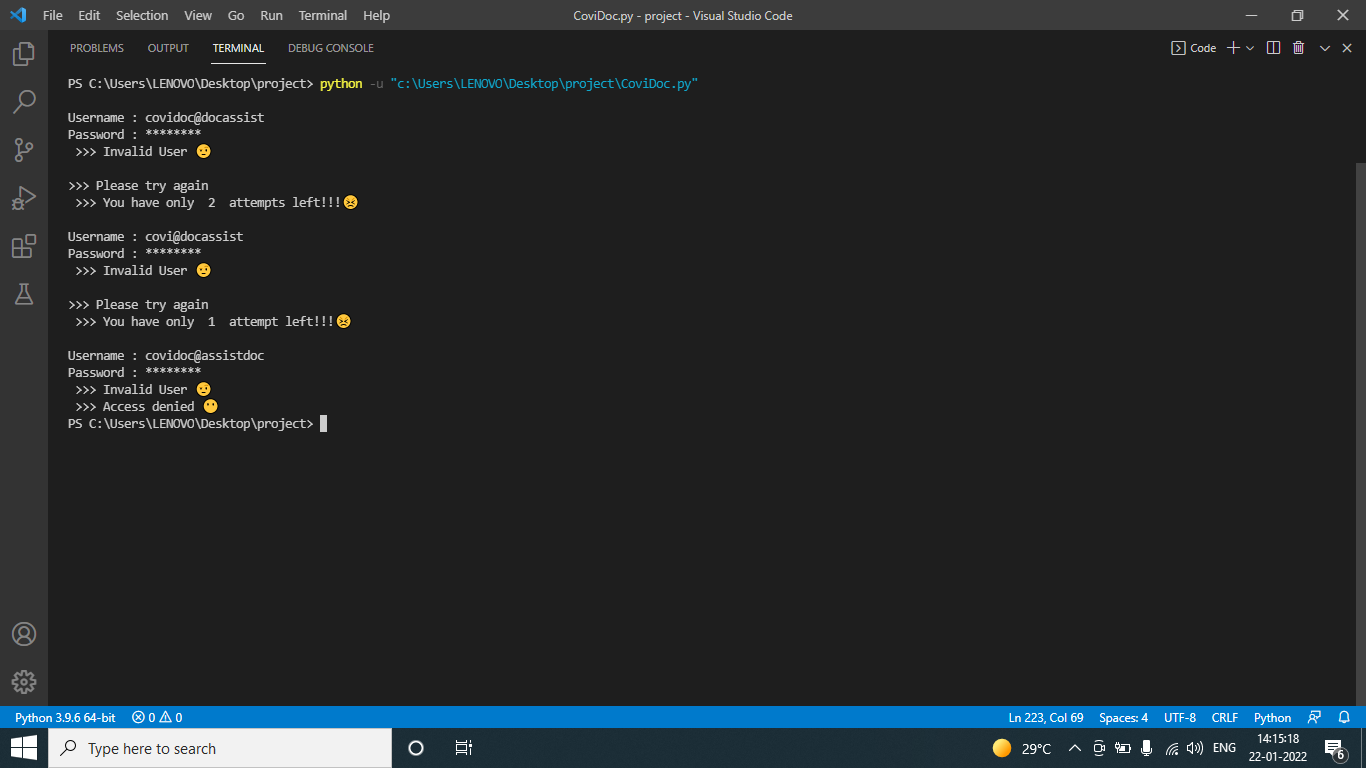 File Edit Selection View Go Run Terminal Help CoviDoc.py - project - Visual Studio Code
PROBLEMS OUTPUT TERMINAL DEBUG CONSOLE Code
PS C:\Users\LENOVO\Desktop\project> python -u "c:\Users\LENOVO\Desktop\project\CoviDoc.py"
Username : covidoc@docassist
Password : ********
>>> Invalid User 🤨
>>> Please try again
>>> You have only  2  attempts left!!!😣
Username : covi@docassist
Password : ********
>>> Invalid User 🤨
>>> Please try again
>>> You have only  1  attempt left!!!😣
Username : covidoc@assistdoc
Password : ********
>>> Invalid User 🤨
>>> Access denied 😶
PS C:\Users\LENOVO\Desktop\project>
Python 3.9.6 64-bit 0 0 Ln 223, Col 69 Spaces: 4 UTF-8 CRLF Python
Type here to search 29°C ENG 14:15:18
22-01-2022 6